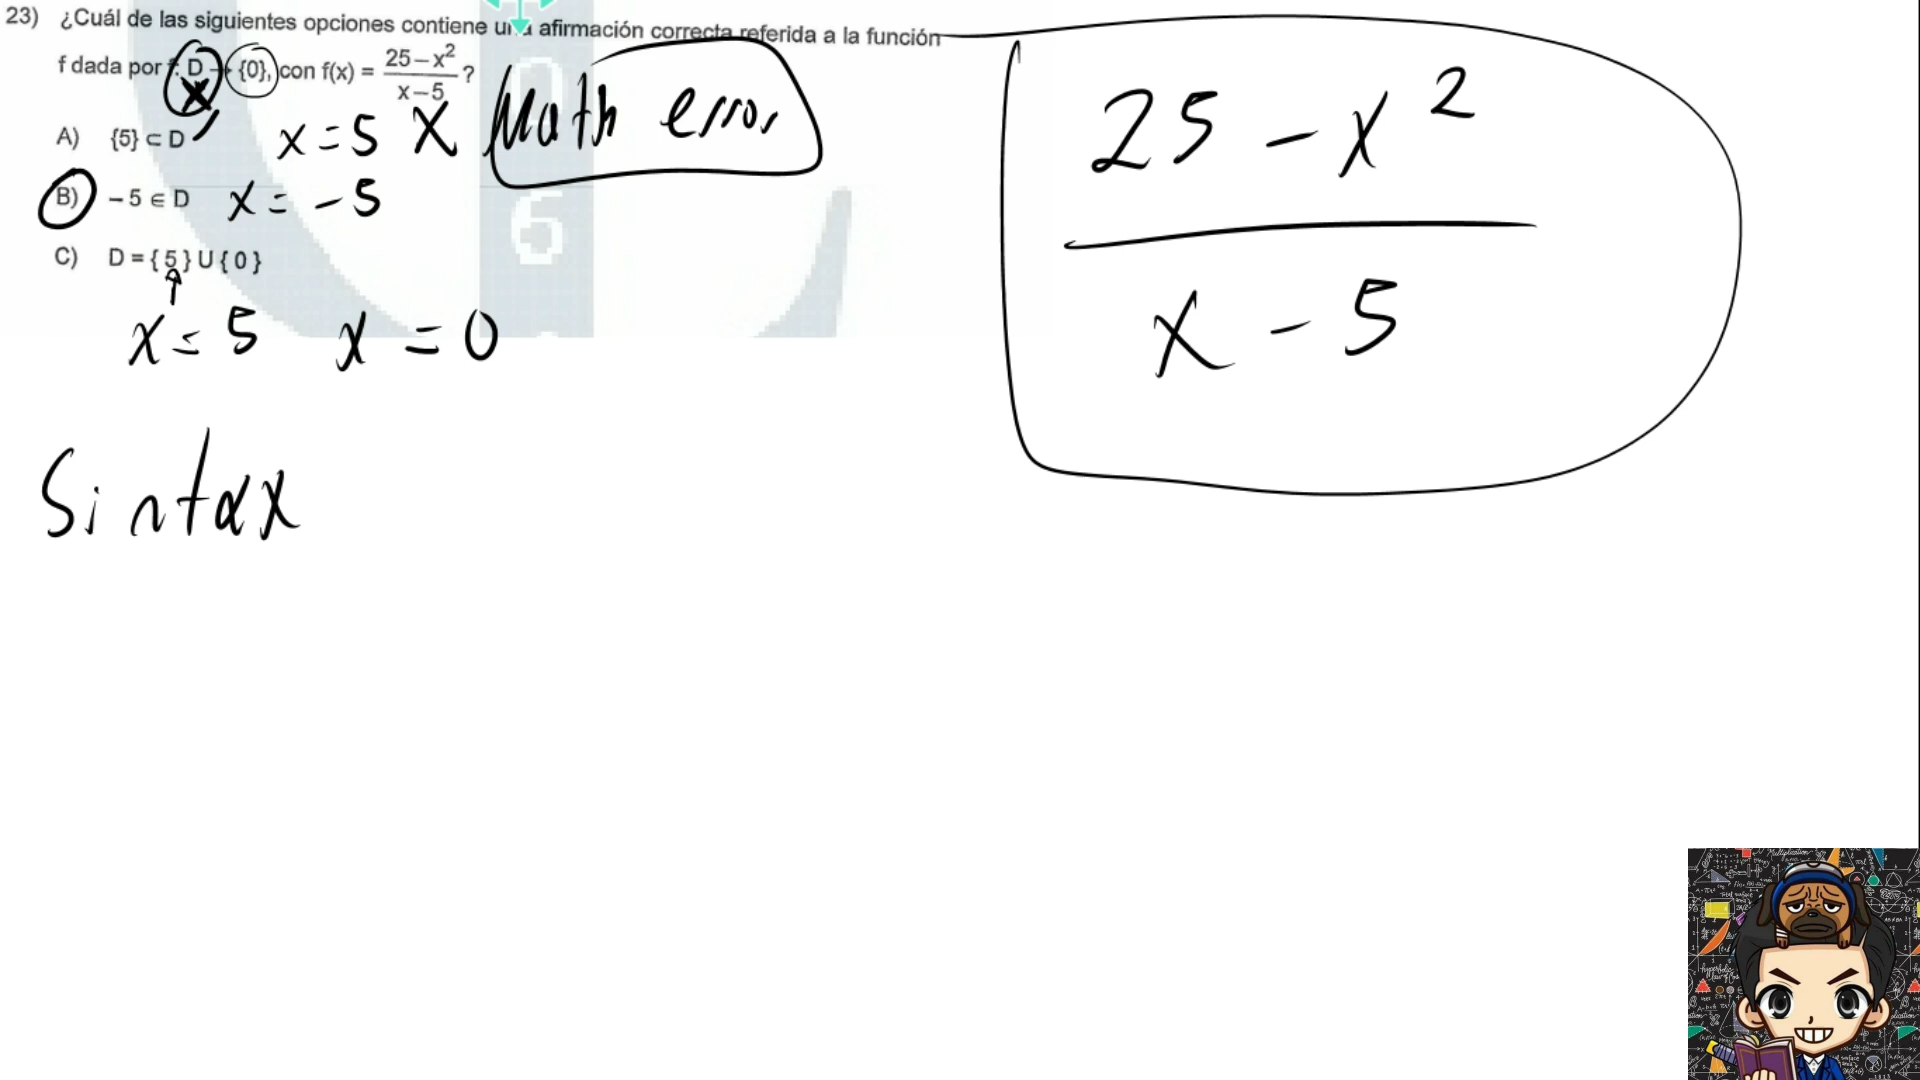 23) ¿Cuál de las siguientes opciones contiene una afirmación correcta referida a la función
f dada por f: D → {0}, con f(x) = 25 – x² / x – 5 ?
Math error
A) {5} ⊂ D x = 5 X
B) – 5 ∈ D x = - 5
C) D = { 5 } U { 0 }
x = 5 x = 0
Sintax
25 - x²
x - 5
6